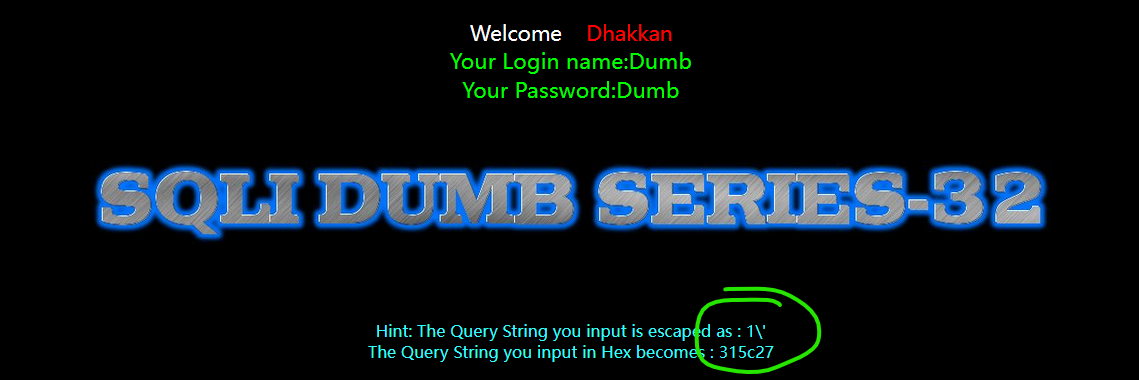 Welcome Dhakkan
Your Login name:Dumb
Your Password:Dumb
SQLI DUMB SERIES-32
Hint: The Query String you input is escaped as : 1\'
The Query String you input in Hex becomes : 315c27